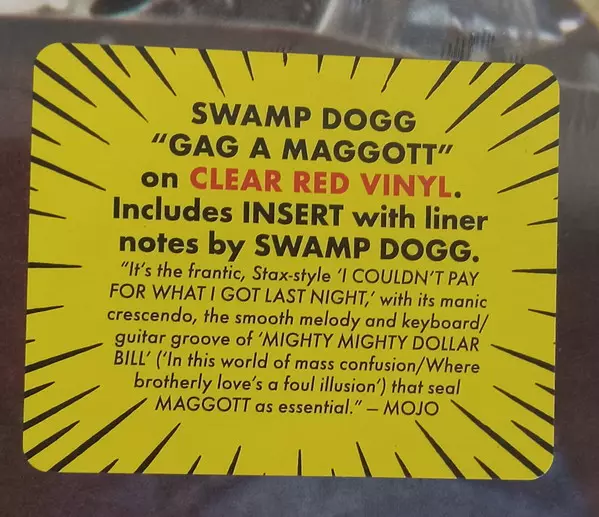 SWAMP DOGG
"GAG A MAGGOTT"
on CLEAR RED VINYL.
Includes INSERT with liner
notes by SWAMP DOGG.
"It's the frantic, Stax-style 'I COULDN'T PAY
FOR WHAT I GOT LAST NIGHT,' with its manic
crescendo, the smooth melody and keyboard/
guitar groove of 'MIGHTY MIGHTY DOLLAR
BILL' ('In this world of mass confusion/Where
brotherly love's a foul illusion') that seal
MAGGOTT as essential." – MOJO